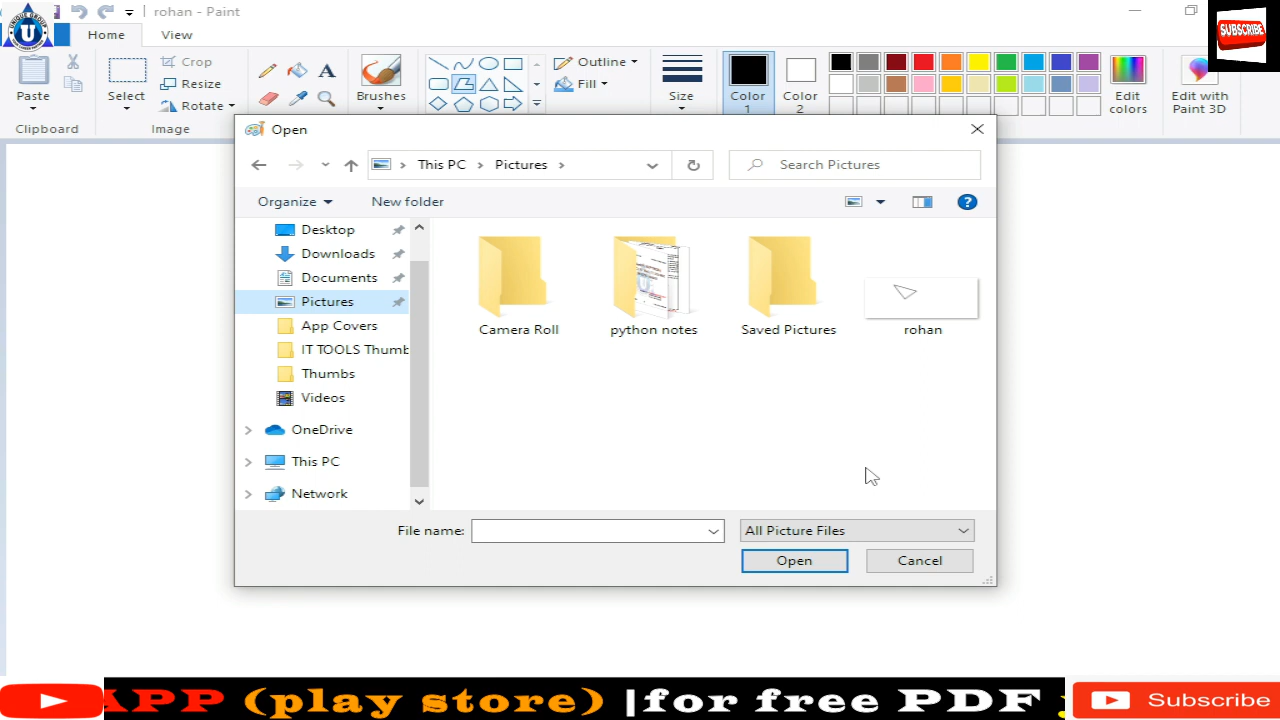 rohan - Paint
UNIQUE GROUP
U
SUBSCRIBE
Home
View
Paste
Clipboard
Select
Crop
Resize
Rotate
Image
A
Brushes
Outline
Fill
Size
Color
1
Color
2
Edit
colors
Edit with
Paint 3D
Open
This PC
Pictures
Search Pictures
Organize
New folder
?
Desktop
Downloads
Documents
Pictures
App Covers
IT TOOLS Thumb
Thumbs
Videos
OneDrive
This PC
Network
Camera Roll
python notes
Saved Pictures
rohan
File name:
All Picture Files
Open
Cancel
APP (play store) |for free PDF
Subscribe